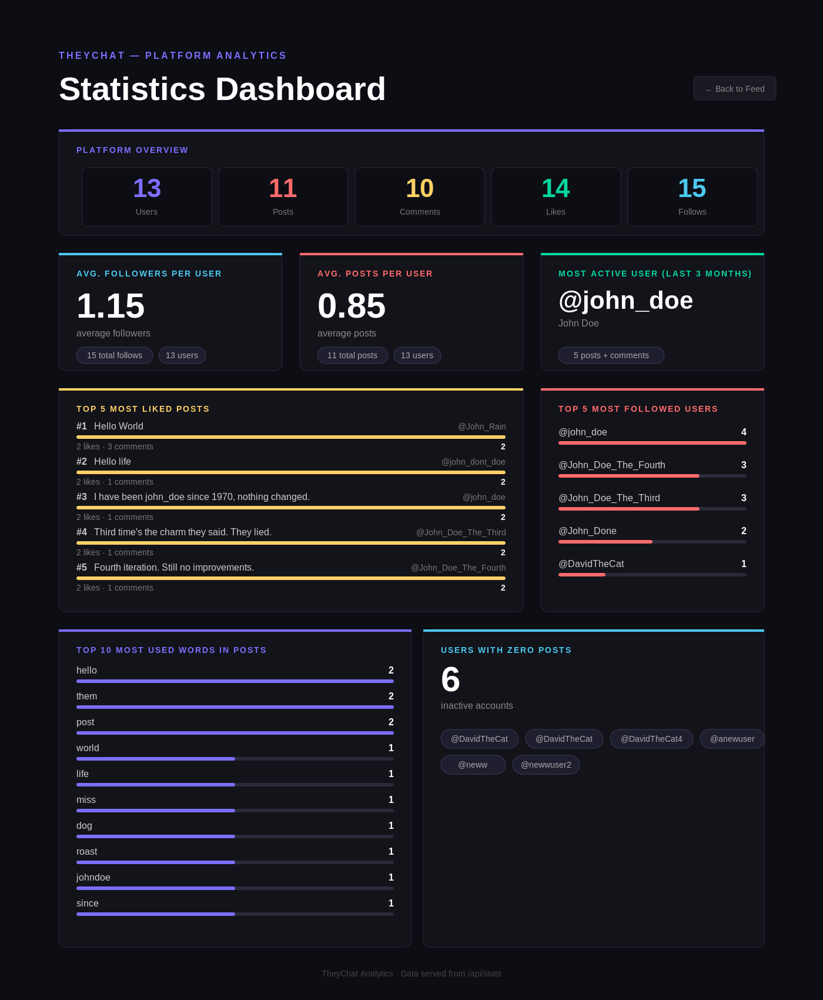 THEYCHAT — PLATFORM ANALYTICS
Statistics Dashboard
← Back to Feed
PLATFORM OVERVIEW
13
Users
11
Posts
10
Comments
14
Likes
15
Follows
AVG. FOLLOWERS PER USER
1.15
average followers
15 total follows
13 users
AVG. POSTS PER USER
0.85
average posts
11 total posts
13 users
MOST ACTIVE USER (LAST 3 MONTHS)
@john_doe
John Doe
5 posts + comments
TOP 5 MOST LIKED POSTS
#1 Hello World @John_Rain
2 likes · 3 comments 2
#2 Hello life @john_dont_doe
2 likes · 1 comments 2
#3 I have been john_doe since 1970, nothing changed. @john_doe
2 likes · 1 comments 2
#4 Third time's the charm they said. They lied. @John_Doe_The_Third
2 likes · 1 comments 2
#5 Fourth iteration. Still no improvements. @John_Doe_The_Fourth
2 likes · 1 comments 2
TOP 5 MOST FOLLOWED USERS
@john_doe 4
@John_Doe_The_Fourth 3
@John_Doe_The_Third 3
@John_Done 2
@DavidTheCat 1
TOP 10 MOST USED WORDS IN POSTS
hello 2
them 2
post 2
world 1
life 1
miss 1
dog 1
roast 1
johndoe 1
since 1
USERS WITH ZERO POSTS
6
inactive accounts
@DavidTheCat @DavidTheCat @DavidTheCat4 @anewuser
@neww @newwuser2
TheyChat Analytics · Data served from /api/stats